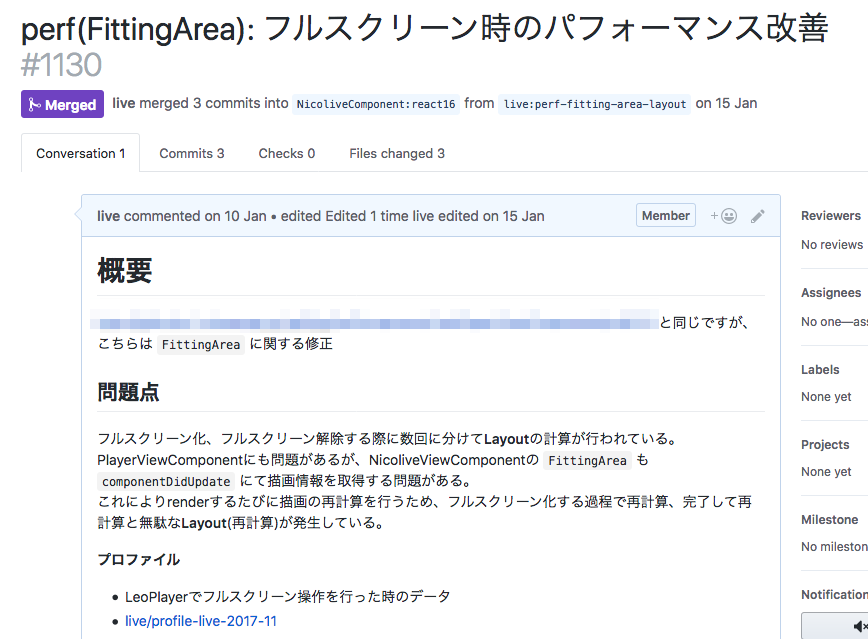 perf(FittingArea): フルスクリーン時のパフォーマンス改善
#1130
Merged live merged 3 commits into NicoliveComponent:react16 from live:perf-fitting-area-layout on 15 Jan
Conversation 1 Commits 3 Checks 0 Files changed 3
live commented on 10 Jan • edited Edited 1 time live edited on 15 Jan Member
概要
と同じですが、
こちらは FittingArea に関する修正
問題点
フルスクリーン化、フルスクリーン解除する際に数回に分けてLayoutの計算が行われている。
PlayerViewComponentにも問題があるが、NicoliveViewComponentの FittingArea も
componentDidUpdate にて描画情報を取得する問題がある。
これによりrenderするたびに描画の再計算を行うため、フルスクリーン化する過程で再計算、完了して再
計算と無駄なLayout(再計算)が発生している。
プロファイル
• LeoPlayerでフルスクリーン操作を行った時のデータ
• live/profile-live-2017-11
Reviewers
No reviews
Assignees
No one—ass
Labels
None yet
Projects
None yet
Milestone
No mileston
Notification